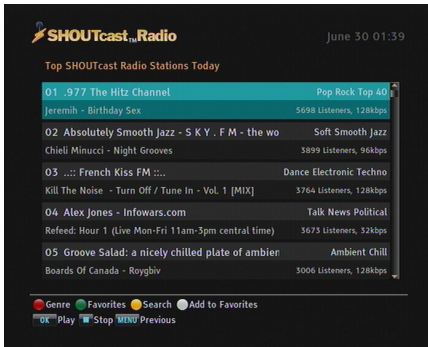 SHOUTcast™ Radio
June 30 01:39
Top SHOUTcast Radio Stations Today
01 .977 The Hitz Channel Pop Rock Top 40
Jeremih - Birthday Sex 5698 Listeners, 128kbps
02 Absolutely Smooth Jazz - S K Y . F M - the wo Soft Smooth Jazz
Chieli Minucci - Night Grooves 3899 Listeners, 96kbps
03 ..:: French Kiss FM ::.. Dance Electronic Techno
Kill The Noise - Turn Off / Tune In - Vol. 1 [MIX] 3764 Listeners, 128kbps
04 Alex Jones - Infowars.com Talk News Political
Refeed: Hour 1 (Live Mon-Fri 11am-3pm central time) 3673 Listeners, 32kbps
05 Groove Salad: a nicely chilled plate of ambien Ambient Chill
Boards Of Canada - Roygbiv 3006 Listeners, 128kbps
Genre Favorites Search Add to Favorites
OK Play Stop MENU Previous